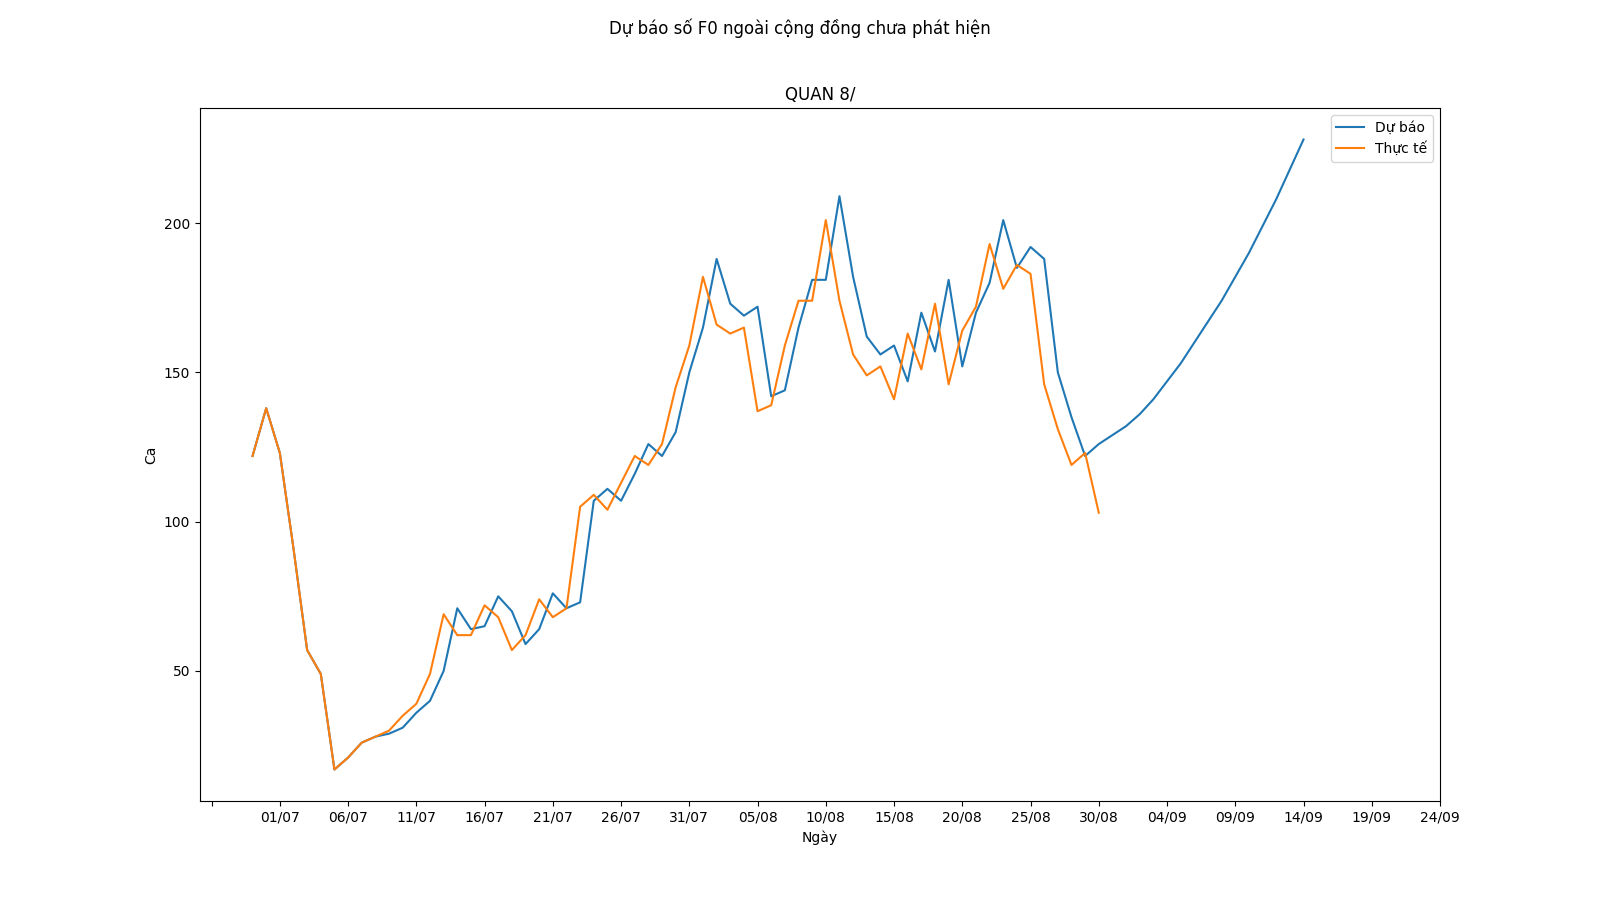 Dự báo số F0 ngoài cộng đồng chưa phát hiện
QUAN 8/
Dự báo
Thực tế
200
150
100
50
Ca
01/07 06/07 11/07 16/07 21/07 26/07 31/07 05/08 10/08 15/08 20/08 25/08 30/08 04/09 09/09 14/09 19/09 24/09
Ngày